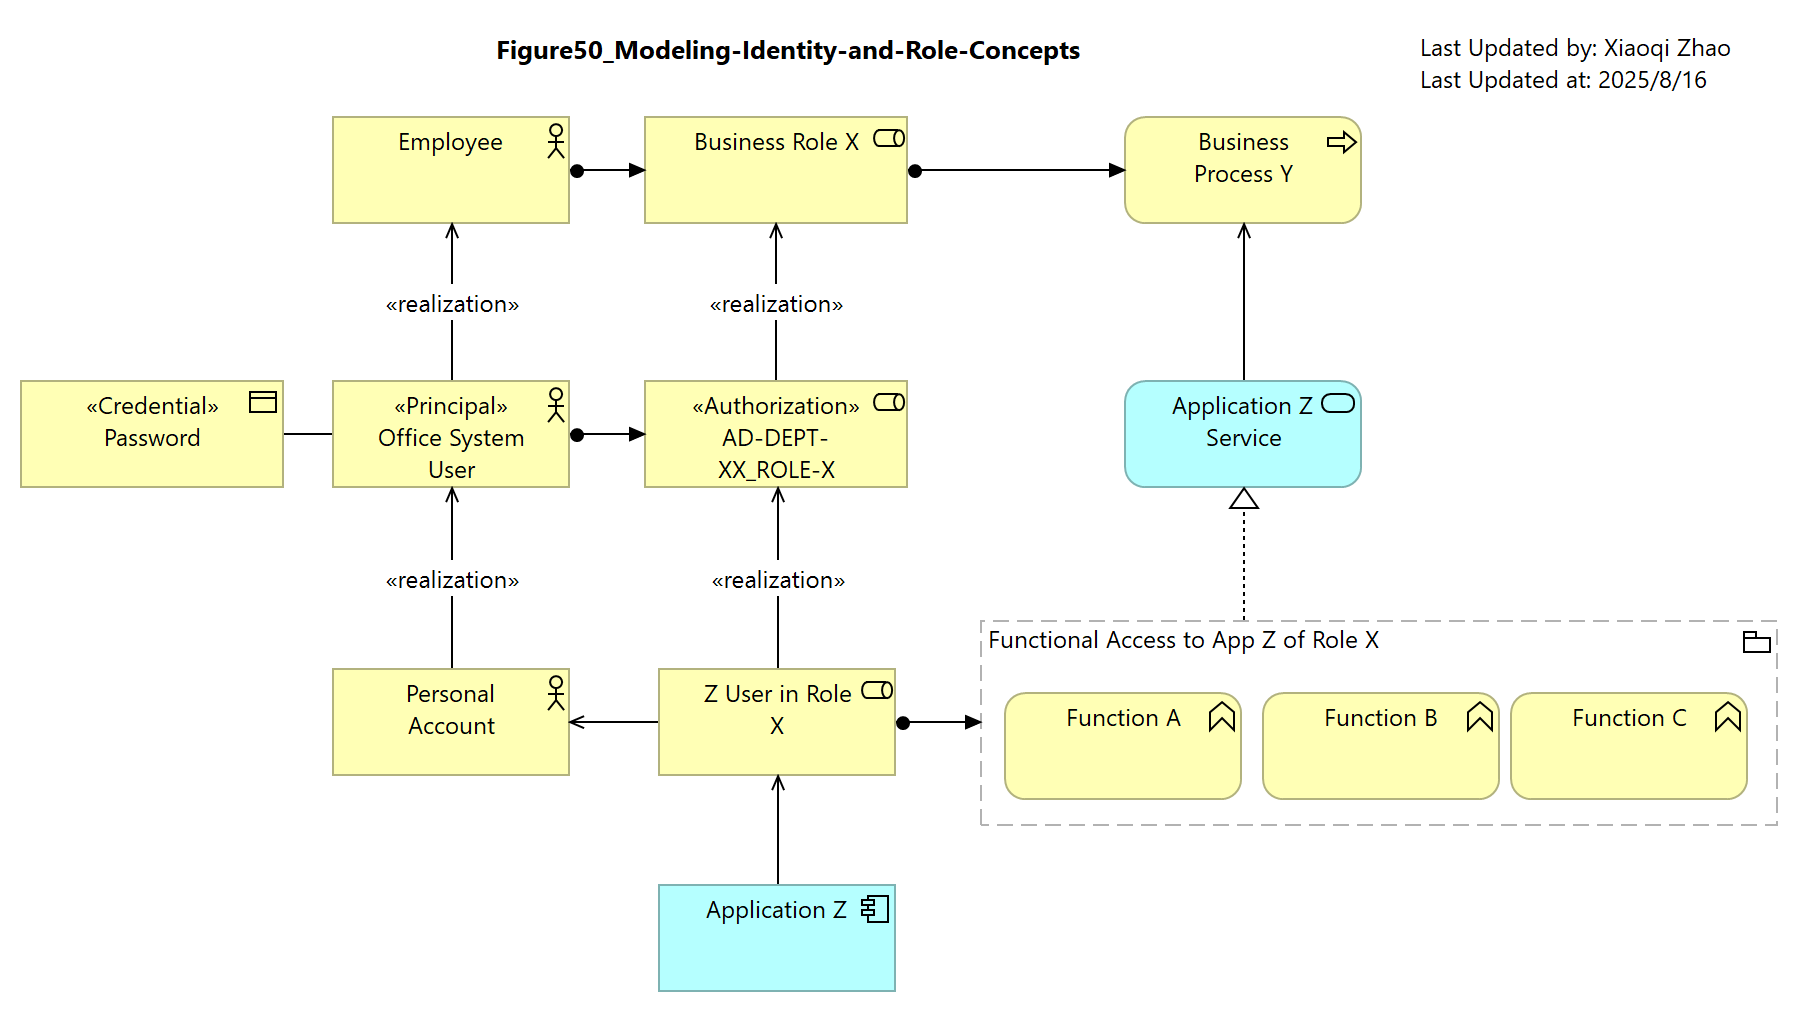 Figure50_Modeling-Identity-and-Role-Concepts
Last Updated by: Xiaoqi Zhao
Last Updated at: 2025/8/16
Employee
Business Role X
Business
Process Y
«realization»
«realization»
«Credential»
Password
«Principal»
Office System
User
«Authorization»
AD-DEPT-
XX_ROLE-X
Application Z
Service
«realization»
«realization»
Functional Access to App Z of Role X
Personal
Account
Z User in Role
X
Function A
Function B
Function C
Application Z